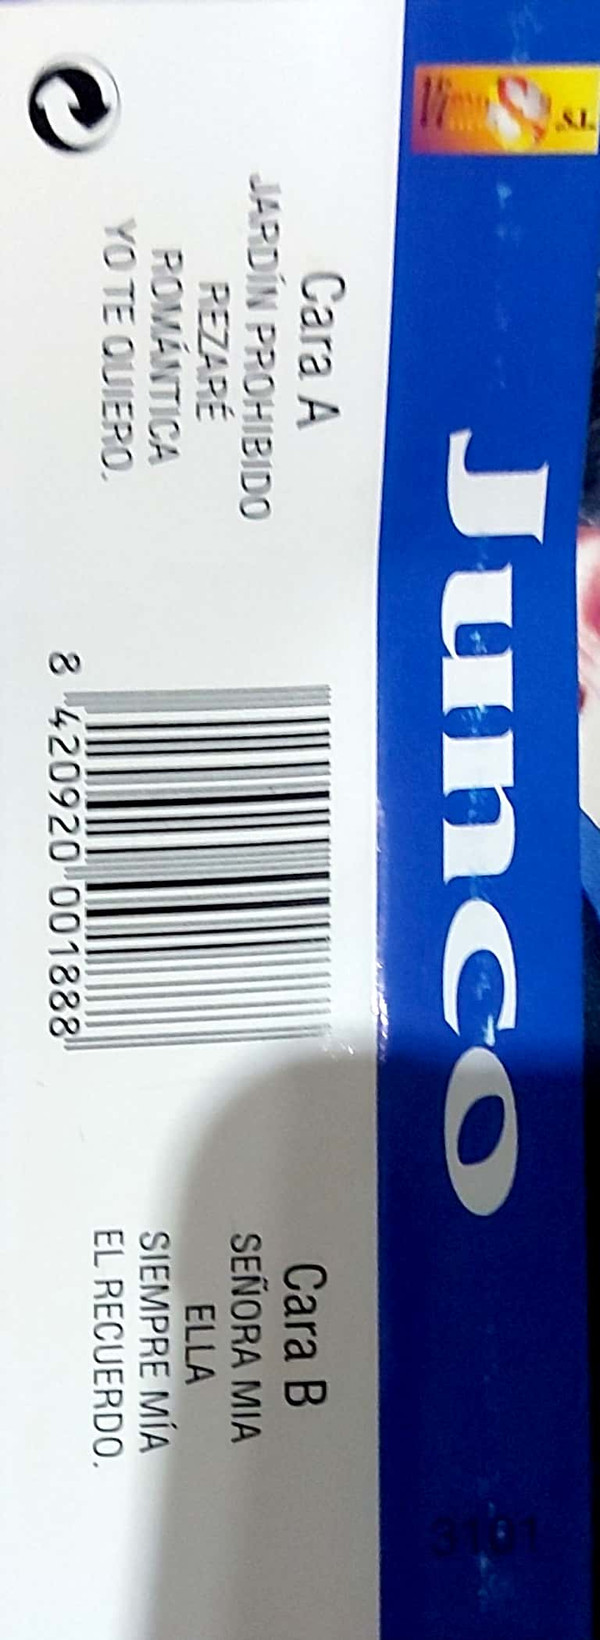 S.L.
Junco
3101
Cara A
JARDÍN PROHIBIDO
REZARÉ
ROMÁNTICA
YO TE QUIERO.
8 420920 001888
Cara B
SEÑORA MIA
ELLA
SIEMPRE MÍA
EL RECUERDO.